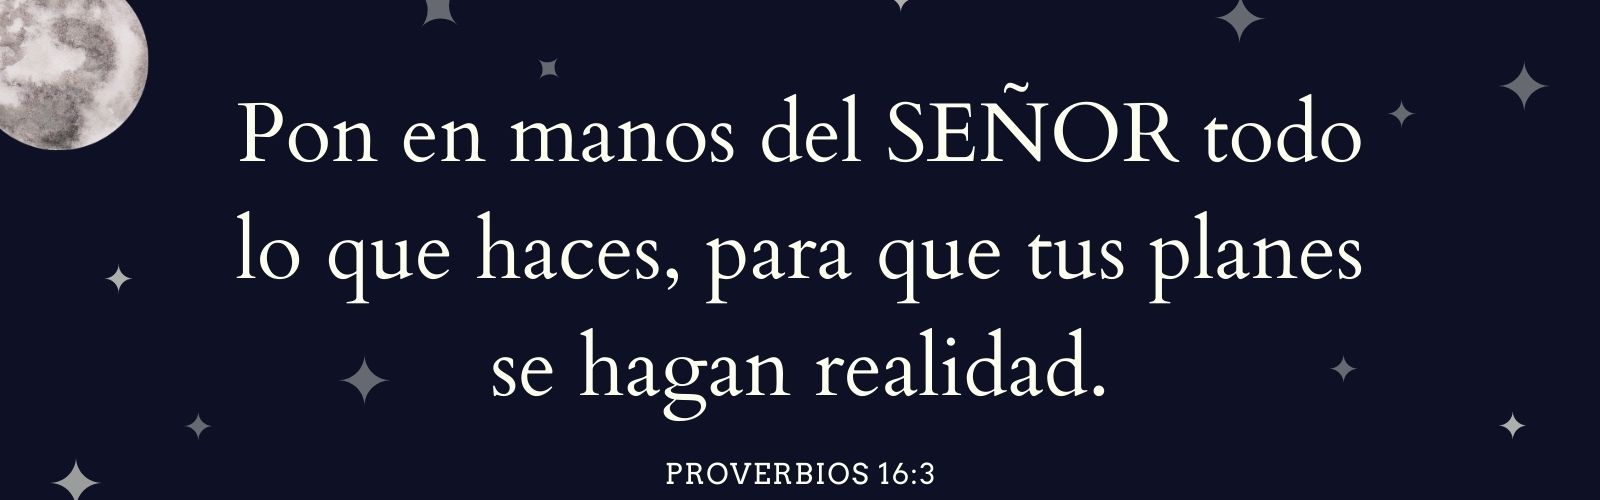 Pon en manos del SEÑOR todo
lo que haces, para que tus planes
se hagan realidad.
PROVERBIOS 16:3